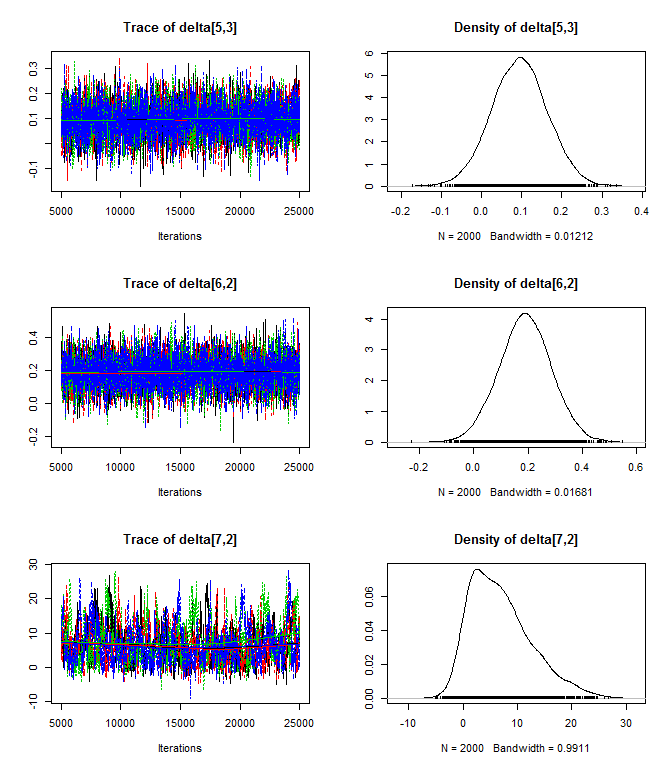 Trace of delta[5,3]
Density of delta[5,3]
-0.1 0.1 0.2 0.3
5000 10000 15000 20000 25000
Iterations
0 1 2 3 4 5 6
-0.2 -0.1 0.0 0.1 0.2 0.3 0.4
N = 2000 Bandwidth = 0.01212
Trace of delta[6,2]
Density of delta[6,2]
-0.2 0.0 0.2 0.4
5000 10000 15000 20000 25000
Iterations
0 1 2 3 4
-0.2 0.0 0.2 0.4 0.6
N = 2000 Bandwidth = 0.01681
Trace of delta[7,2]
Density of delta[7,2]
-10 0 10 20 30
5000 10000 15000 20000 25000
Iterations
0.00 0.02 0.04 0.06
-10 0 10 20 30
N = 2000 Bandwidth = 0.9911